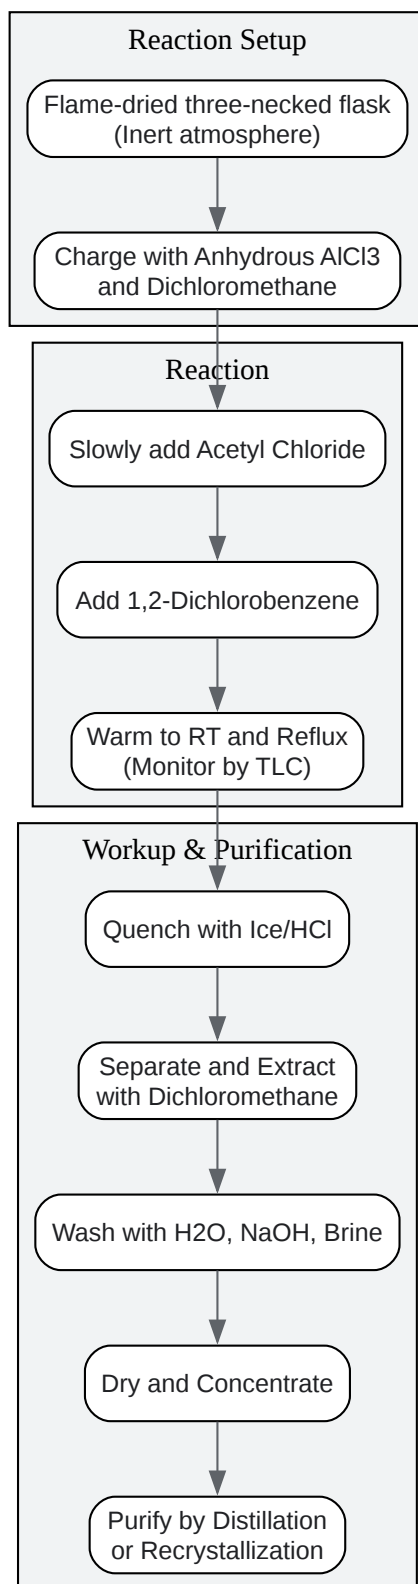 Reaction Setup
Flame-dried three-necked flask
(Inert atmosphere)
Charge with Anhydrous AlCl3
and Dichloromethane
Reaction
Slowly add Acetyl Chloride
Add 1,2-Dichlorobenzene
Warm to RT and Reflux
(Monitor by TLC)
Workup & Purification
Quench with Ice/HCl
Separate and Extract
with Dichloromethane
Wash with H2O, NaOH, Brine
Dry and Concentrate
Purify by Distillation
or Recrystallization